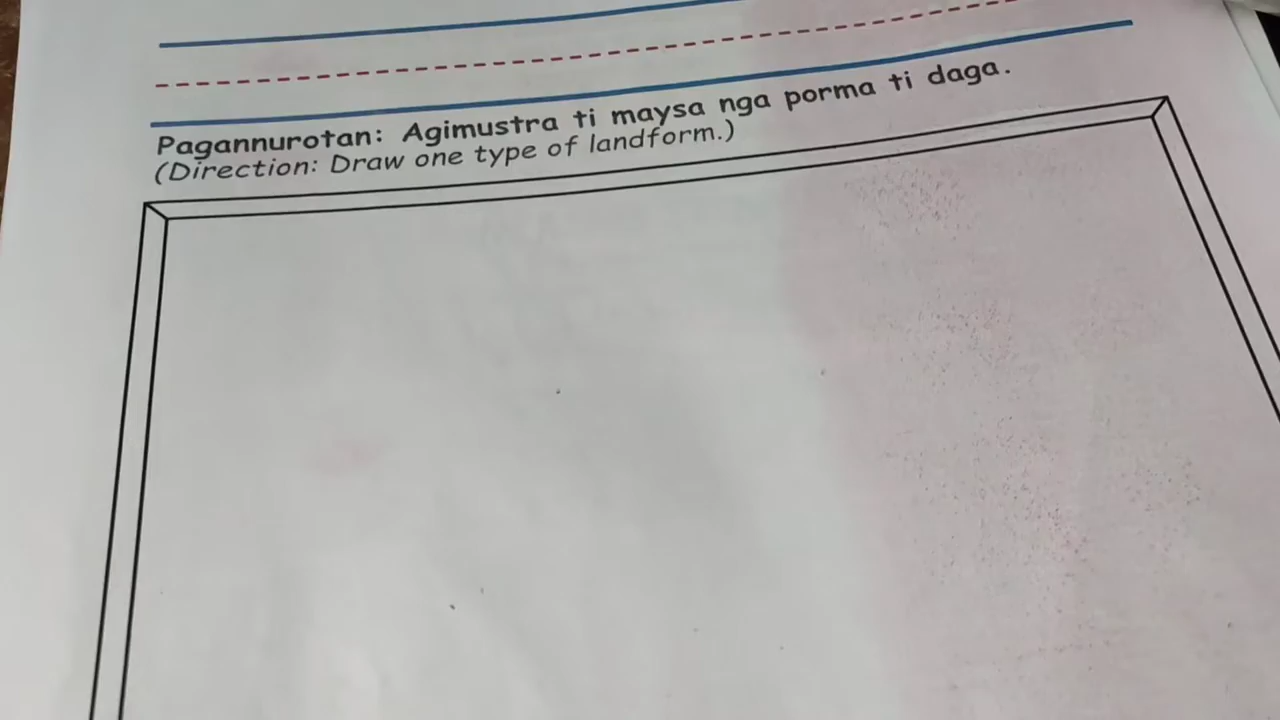 Pagannurotan: Agimustra ti maysa nga porma ti daga.
(Direction: Draw one type of landform.)